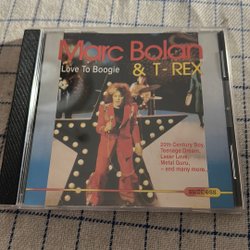 Marc Bolan
Love To Boogie
& T-REX
20th Century Boy,
Teenage Dream,
Laser Love,
Metal Guru,
- and many more.